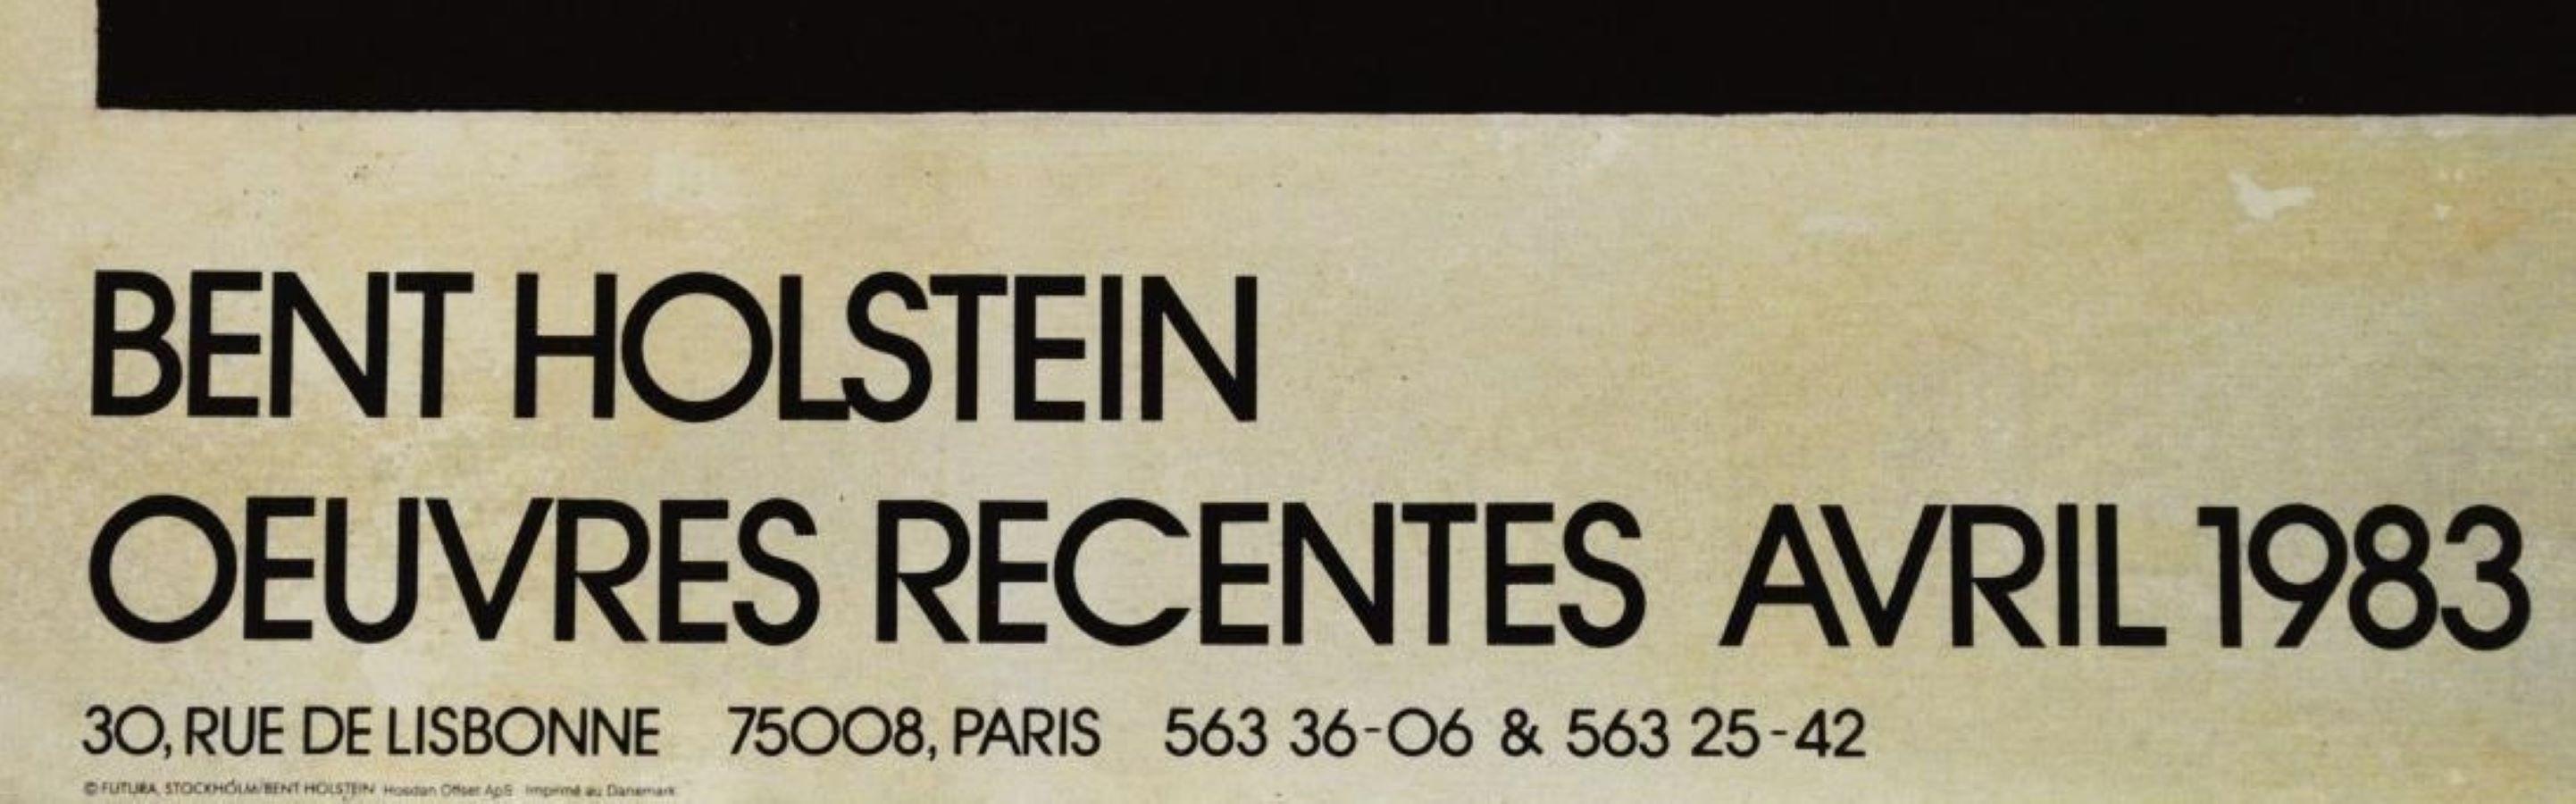 BENT HOLSTEIN
OEUVRES RECENTES AVRIL 1983
30, RUE DE LISBONNE 75008, PARIS 563 36-06 & 563 25-42
© FUTURA, STOCKHOLM/BENT HOLSTEIN Hosdan Offset ApS Imprimé au Danemark